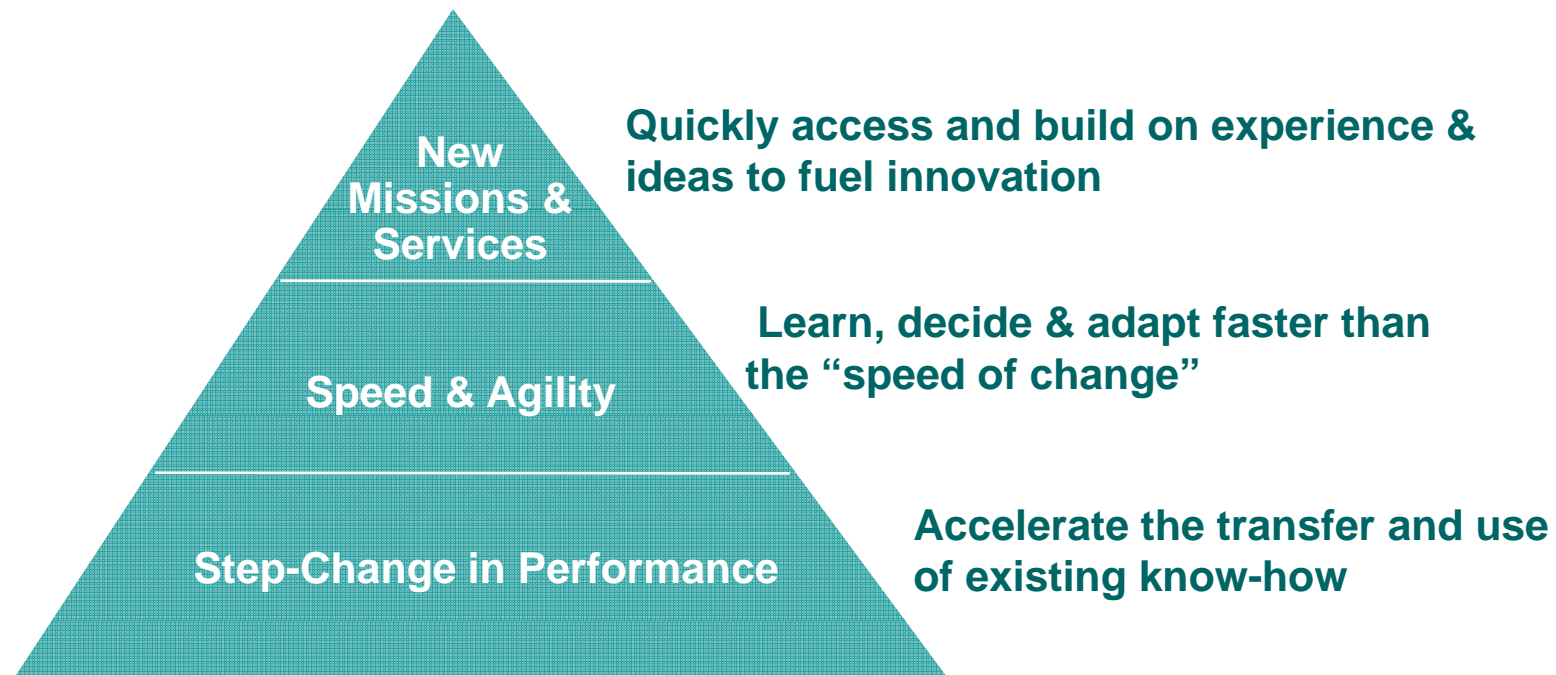 New
Missions &
Services
Quickly access and build on experience &
ideas to fuel innovation
Speed & Agility
Learn, decide & adapt faster than
the “speed of change”
Step-Change in Performance
Accelerate the transfer and use
of existing know-how